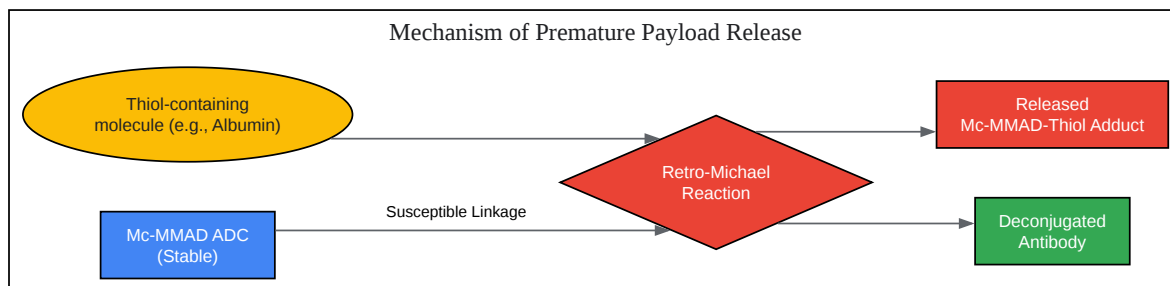 Mechanism of Premature Payload Release
Thiol-containing
molecule (e.g., Albumin)
Released
Mc-MMAD-Thiol Adduct
Retro-Michael
Reaction
Susceptible Linkage
Mc-MMAD ADC
(Stable)
Deconjugated
Antibody